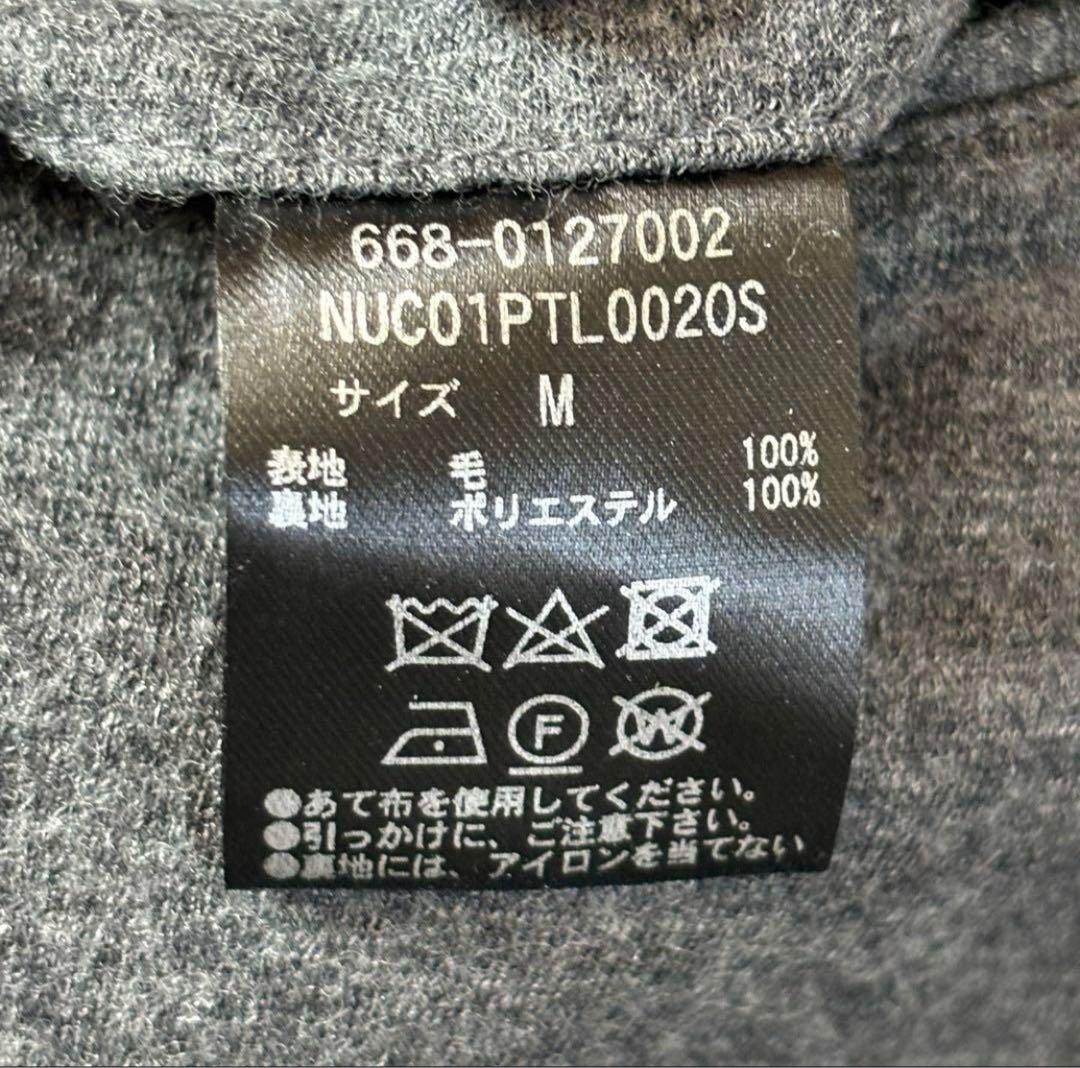 668-0127002
NUC01PTL0020S
サイズ M
表地 毛 100%
裏地 ポリエステル 100%
F W
●あて布を使用してください。
●引っかけに、ご注意下さい。
●裏地には、アイロンを当てない